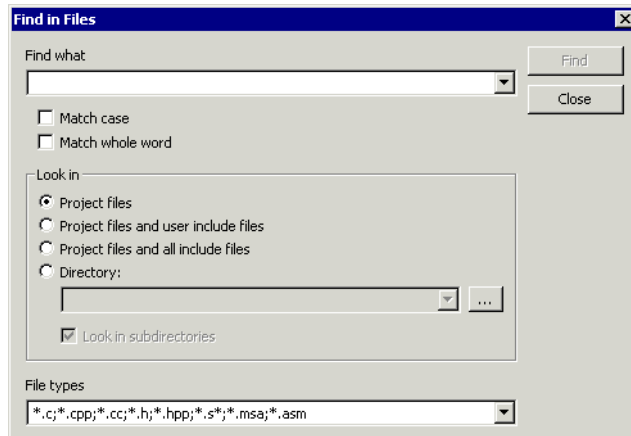 Find in Files
Find what
Find
Close
Match case
Match whole word
Look in
Project files
Project files and user include files
Project files and all include files
Directory:
...
Look in subdirectories
File types
*.c;*.cpp;*.cc;*.h;*.hpp;*.s*;*.msa;*.asm